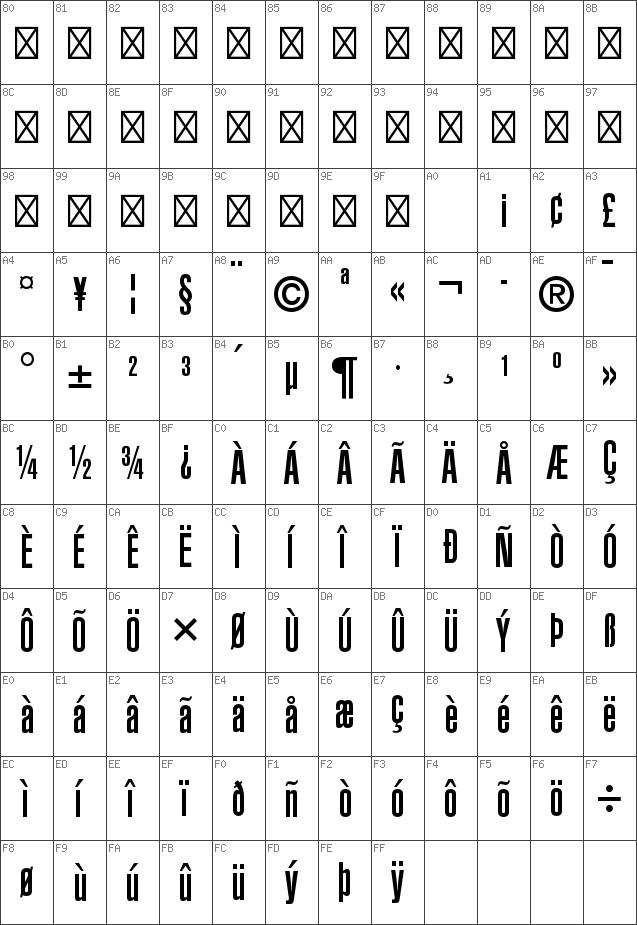 80 81 82 83 84 85 86 87 88 89 8A 8B
8C 8D 8E 8F 90 91 92 93 94 95 96 97
98 99 9A 9B 9C 9D 9E 9F A0 A1 A2 A3
¡ ¢ £
A4 A5 A6 A7 A8 A9 AA AB AC AD AE AF
¤ ¥ ¦ § ¨ © ª « ¬ - ® ¯
B0 B1 B2 B3 B4 B5 B6 B7 B8 B9 BA BB
° ± ² ³ ´ µ ¶ · ¸ ¹ º »
BC BD BE BF C0 C1 C2 C3 C4 C5 C6 C7
¼ ½ ¾ ¿ À Á Â Ã Ä Å Æ Ç
C8 C9 CA CB CC CD CE CF D0 D1 D2 D3
È É Ê Ë Ì Í Î Ï Ð Ñ Ò Ó
D4 D5 D6 D7 D8 D9 DA DB DC DD DE DF
Ô Õ Ö × Ø Ù Ú Û Ü Ý Þ ß
E0 E1 E2 E3 E4 E5 E6 E7 E8 E9 EA EB
à á â ã ä å æ Ç è é ê ë
EC ED EE EF F0 F1 F2 F3 F4 F5 F6 F7
ì í î ï ð ñ ò ó ô õ ö ÷
F8 F9 FA FB FC FD FE FF
ø ù ú û ü ý þ ÿ